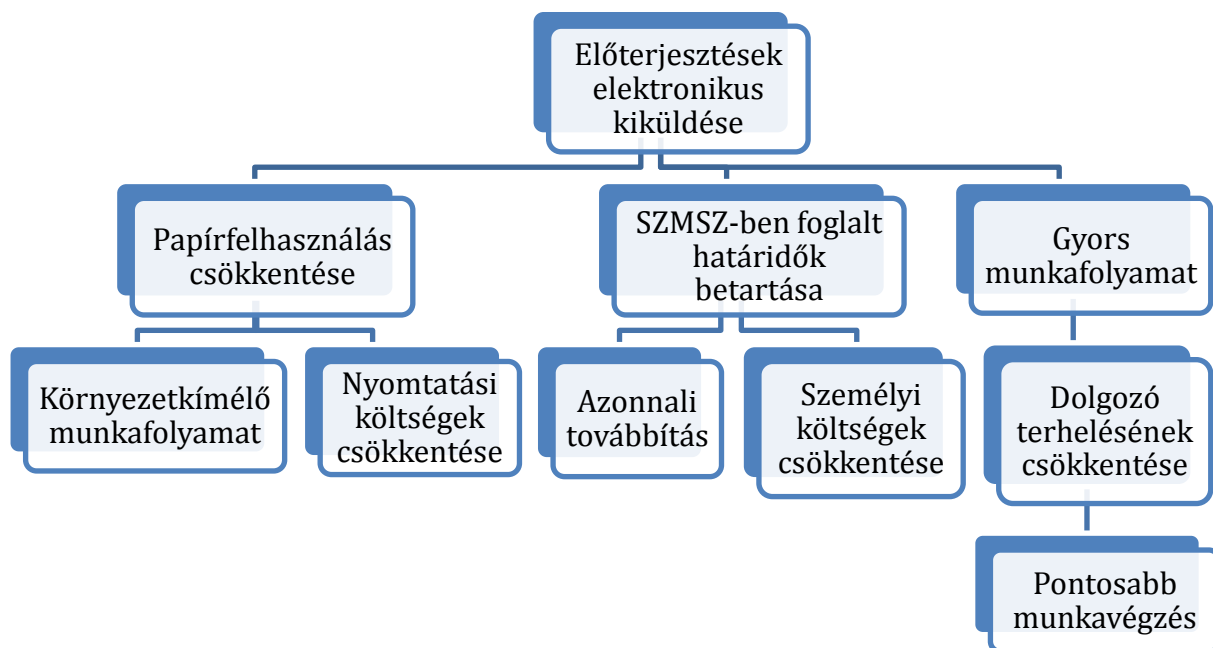 Előterjesztések
elektronikus
kiküldése
Papírfelhasználás
csökkentése
SZMSZ-ben foglalt
határidők
betartása
Gyors
munkafolyamat
Környezetkímélő
munkafolyamat
Nyomtatási
költségek
csökkentése
Azonnali
továbbítás
Személyi
költségek
csökkentése
Dolgozó
terhelésének
csökkentése
Pontosabb
munkavégzés